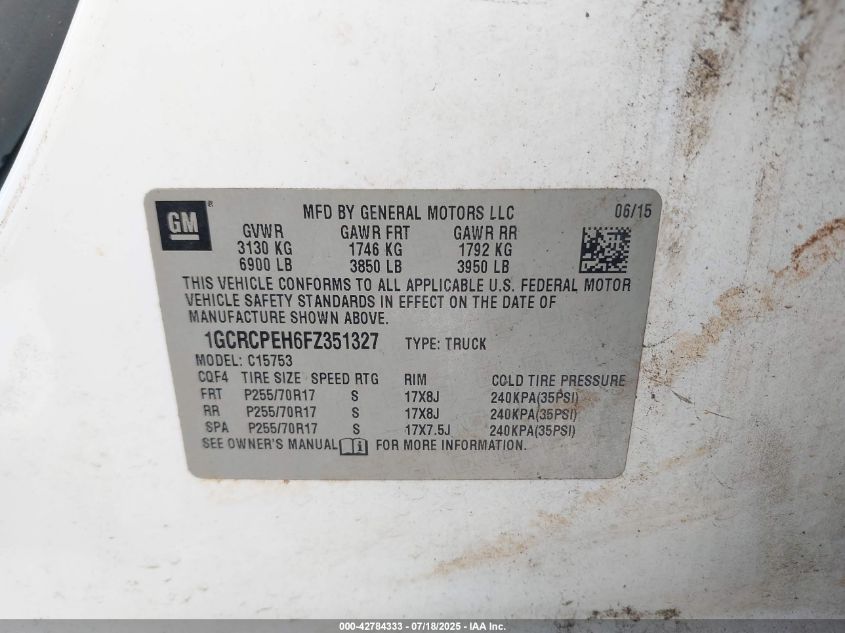 GM ®
MFD BY GENERAL MOTORS LLC 06/15
GVWR GAWR FRT GAWR RR
3130 KG 1746 KG 1792 KG
6900 LB 3850 LB 3950 LB
THIS VEHICLE CONFORMS TO ALL APPLICABLE U.S. FEDERAL MOTOR
VEHICLE SAFETY STANDARDS IN EFFECT ON THE DATE OF
MANUFACTURE SHOWN ABOVE.
1GCRCPEH6FZ351327 TYPE: TRUCK
MODEL: C15753
CQF4 TIRE SIZE SPEED RTG RIM COLD TIRE PRESSURE
FRT P255/70R17 S 17X8J 240KPA(35PSI)
RR P255/70R17 S 17X8J 240KPA(35PSI)
SPA P255/70R17 S 17X7.5J 240KPA(35PSI)
SEE OWNER'S MANUAL FOR MORE INFORMATION.
000-42784333 - 07/18/2025 - IAA Inc.